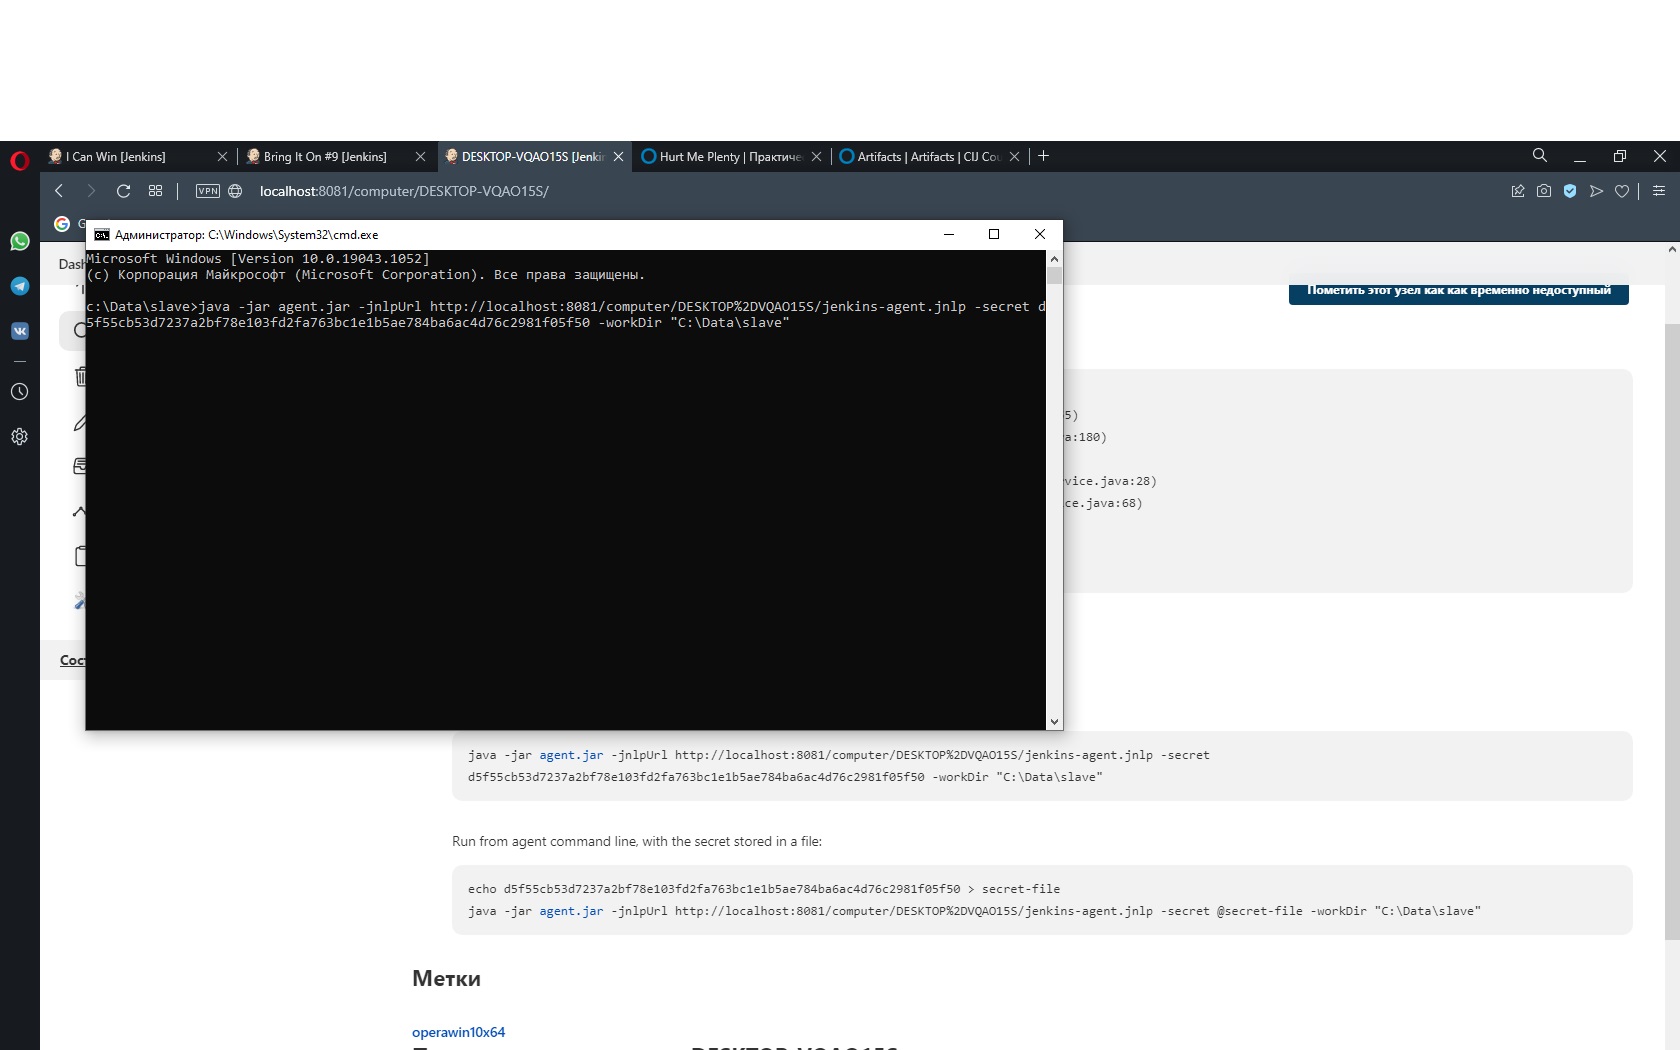 I Can Win [Jenkins]
Bring It On #9 [Jenkins]
DESKTOP-VQAO15S [Jenkin
Hurt Me Plenty | Практичес
Artifacts | Artifacts | CIJ Cou
VPN
localhost:8081/computer/DESKTOP-VQAO15S/
G
Администратор: C:\Windows\System32\cmd.exe
Dash
Microsoft Windows [Version 10.0.19043.1052]
(c) Корпорация Майкрософт (Microsoft Corporation). Все права защищены.
Пометить этот узел как как временно недоступный
c:\Data\slave>java -jar agent.jar -jnlpUrl http://localhost:8081/computer/DESKTOP%2DVQAO15S/jenkins-agent.jnlp -secret d
5f55cb53d7237a2bf78e103fd2fa763bc1e1b5ae784ba6ac4d76c2981f05f50 -workDir "C:\Data\slave"
5)
a:180)
vice.java:28)
ce.java:68)
Сост
java -jar agent.jar -jnlpUrl http://localhost:8081/computer/DESKTOP%2DVQAO15S/jenkins-agent.jnlp -secret
d5f55cb53d7237a2bf78e103fd2fa763bc1e1b5ae784ba6ac4d76c2981f05f50 -workDir "C:\Data\slave"
Run from agent command line, with the secret stored in a file:
echo d5f55cb53d7237a2bf78e103fd2fa763bc1e1b5ae784ba6ac4d76c2981f05f50 > secret-file
java -jar agent.jar -jnlpUrl http://localhost:8081/computer/DESKTOP%2DVQAO15S/jenkins-agent.jnlp -secret @secret-file -workDir "C:\Data\slave"
Метки
operawin10x64
DESKTOP-VQAO15S